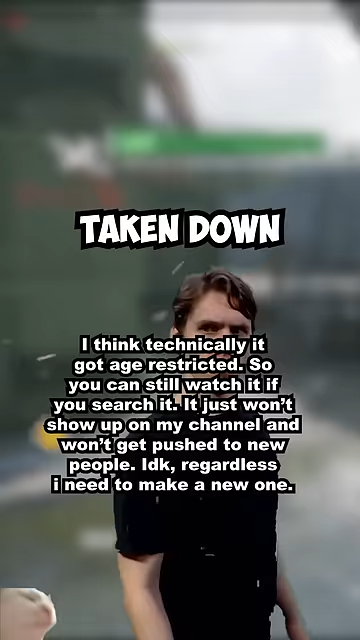 TAKEN DOWN
I think technically it
got age restricted. So
you can still watch it if
you search it. It just won't
show up on my channel and
won't get pushed to new
people. Idk, regardless
i need to make a new one.